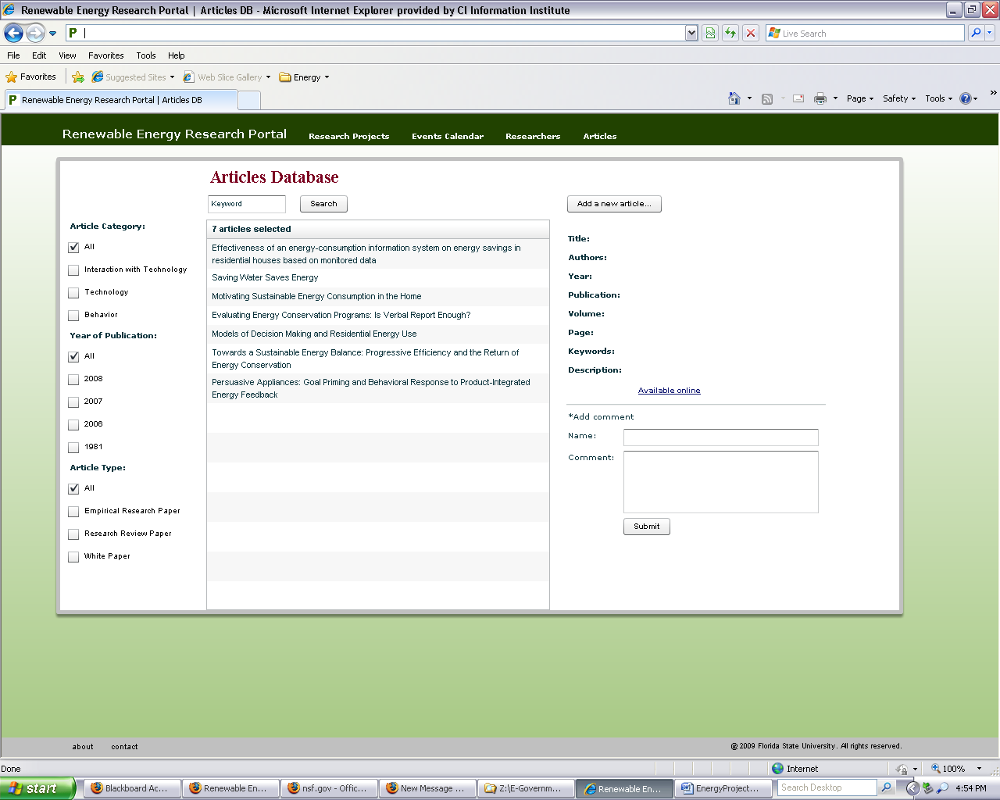 Renewable Energy Research Portal | Articles DB - Microsoft Internet Explorer provided by CI Information Institute
P
Live Search
File Edit View Favorites Tools Help
Favorites Suggested Sites Web Slice Gallery Energy
P Renewable Energy Research Portal | Articles DB
Page Safety Tools
Renewable Energy Research Portal Research Projects Events Calendar Researchers Articles
Articles Database
Keyword Search Add a new article...
Article Category:
All
Interaction with Technology
Technology
Behavior
Year of Publication:
All
2008
2007
2006
1981
Article Type:
All
Empirical Research Paper
Research Review Paper
White Paper
7 articles selected
Effectiveness of an energy-consumption information system on energy savings in
residential houses based on monitored data
Saving Water Saves Energy
Motivating Sustainable Energy Consumption in the Home
Evaluating Energy Conservation Programs: Is Verbal Report Enough?
Models of Decision Making and Residential Energy Use
Towards a Sustainable Energy Balance: Progressive Efficiency and the Return of
Energy Conservation
Persuasive Appliances: Goal Priming and Behavioral Response to Product-Integrated
Energy Feedback
Title:
Authors:
Year:
Publication:
Volume:
Page:
Keywords:
Description:
Available online
*Add comment
Name:
Comment:
Submit
about contact @ 2009 Florida State University. All rights reserved.
Done Internet 100%
start Blackboard Ac... Renewable En... nsf.gov - Offic... New Message ... Z:\E-Governm... Renewable En... EnergyProject... Search Desktop 4:54 PM